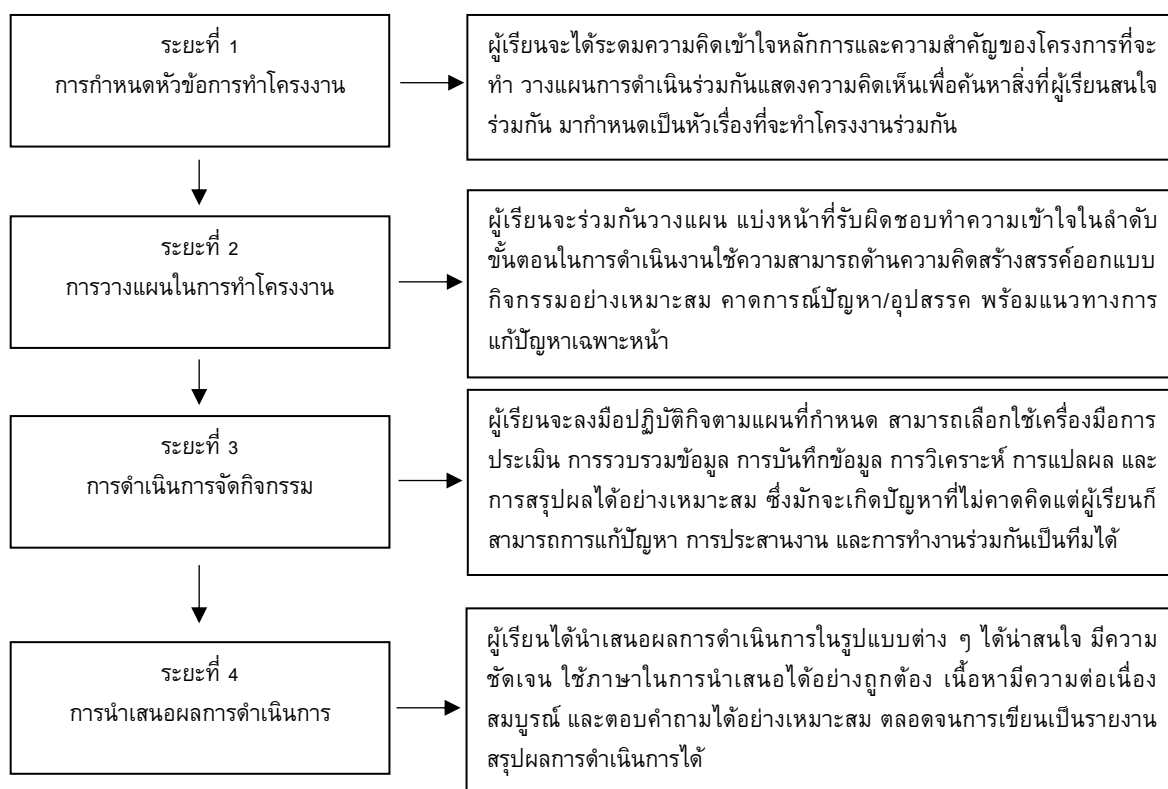 ระยะที่ 1
การกำหนดหัวข้อการทำโครงงาน
ผู้เรียนจะได้ระดมความคิดเข้าใจหลักการและความสำคัญของโครงการที่จะ
ทำ วางแผนการดำเนินร่วมกันแสดงความคิดเห็นเพื่อค้นหาสิ่งที่ผู้เรียนสนใจ
ร่วมกัน มากำหนดเป็นหัวเรื่องที่จะทำโครงงานร่วมกัน
ระยะที่ 2
การวางแผนในการทำโครงงาน
ผู้เรียนจะร่วมกันวางแผน แบ่งหน้าที่รับผิดชอบทำความเข้าใจในลำดับ
ขั้นตอนในการดำเนินงานใช้ความสามารถด้านความคิดสร้างสรรค์ออกแบบ
กิจกรรมอย่างเหมาะสม คาดการณ์ปัญหา/อุปสรรค พร้อมแนวทางการ
แก้ปัญหาเฉพาะหน้า
ระยะที่ 3
การดำเนินการจัดกิจกรรม
ผู้เรียนจะลงมือปฏิบัติกิจตามแผนที่กำหนด สามารถเลือกใช้เครื่องมือการ
ประเมิน การรวบรวมข้อมูล การบันทึกข้อมูล การวิเคราะห์ การแปลผล และ
การสรุปผลได้อย่างเหมาะสม ซึ่งมักจะเกิดปัญหาที่ไม่คาดคิดแต่ผู้เรียนก็
สามารถการแก้ปัญหา การประสานงาน และการทำงานร่วมกันเป็นทีมได้
ระยะที่ 4
การนำเสนอผลการดำเนินการ
ผู้เรียนได้นำเสนอผลการดำเนินการในรูปแบบต่าง ๆ ได้น่าสนใจ มีความ
ชัดเจน ใช้ภาษาในการนำเสนอได้อย่างถูกต้อง เนื้อหามีความต่อเนื่อง
สมบูรณ์ และตอบคำถามได้อย่างเหมาะสม ตลอดจนการเขียนเป็นรายงาน
สรุปผลการดำเนินการได้